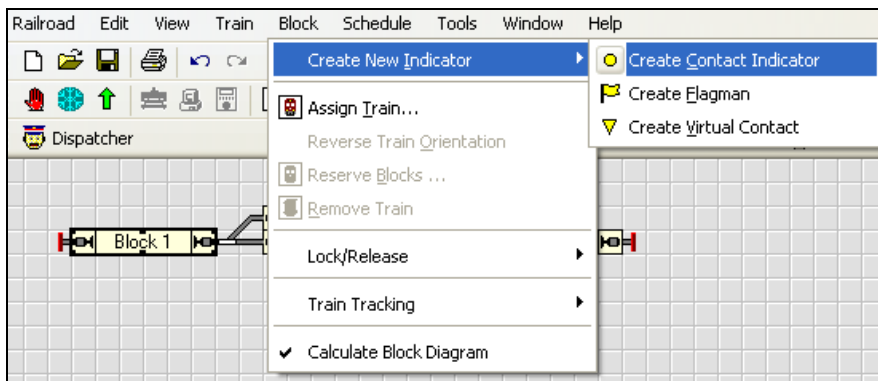 Railroad Edit View Train Block Schedule Tools Window Help
Create New Indicator
Create Contact Indicator
Create Flagman
Create Virtual Contact
Assign Train...
Reverse Train Orientation
Reserve Blocks ...
Remove Train
Lock/Release
Train Tracking
Calculate Block Diagram
Dispatcher
Block 1